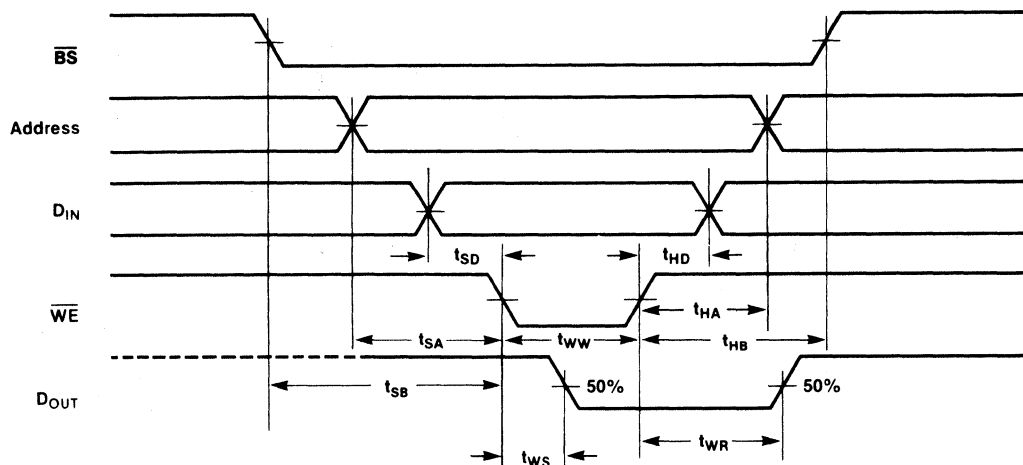 BS
Address
DIN
tSD
tHD
WE
tHA
tSA
tWW
tHB
DOUT
tSB
50%
50%
tWR
tWS